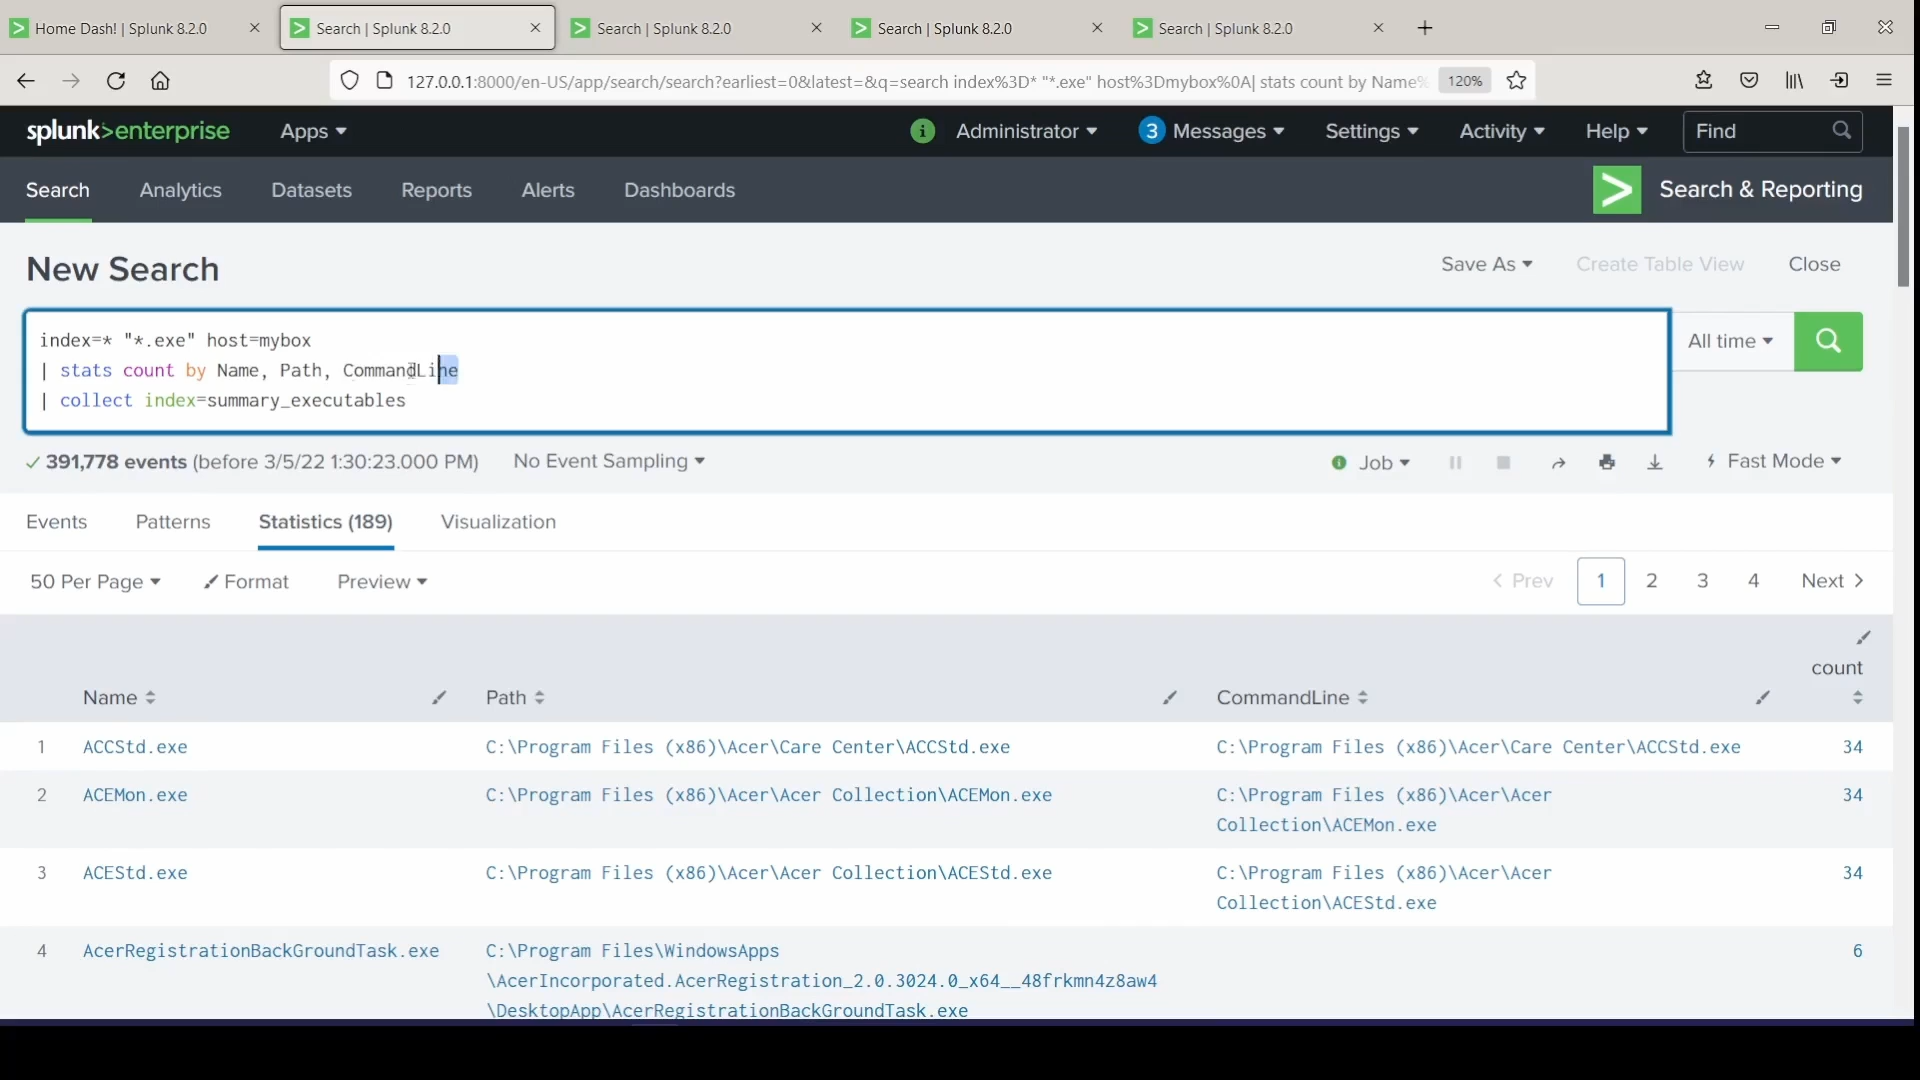 Home Dash! | Splunk 8.2.0
Search | Splunk 8.2.0
Search | Splunk 8.2.0
Search | Splunk 8.2.0
Search | Splunk 8.2.0
127.0.0.1:8000/en-US/app/search/search?earliest=0&latest=&q=search index%3D* "*.exe" host%3Dmybox%0A| stats count by Name%
120%
splunk>enterprise
Apps
i
Administrator
3 Messages
Settings
Activity
Help
Find
Search
Analytics
Datasets
Reports
Alerts
Dashboards
Search & Reporting
New Search
Save As
Create Table View
Close
index=* "*.exe" host=mybox
| stats count by Name, Path, CommandLine
| collect index=summary_executables
All time
391,778 events (before 3/5/22 1:30:23.000 PM)
No Event Sampling
Job
Fast Mode
Events
Patterns
Statistics (189)
Visualization
50 Per Page
Format
Preview
< Prev
1
2
3
4
Next >
Name
Path
CommandLine
count
1 ACCStd.exe C:\Program Files (x86)\Acer\Care Center\ACCStd.exe C:\Program Files (x86)\Acer\Care Center\ACCStd.exe 34
2 ACEMon.exe C:\Program Files (x86)\Acer\Acer Collection\ACEMon.exe C:\Program Files (x86)\Acer\Acer 34
Collection\ACEMon.exe
3 ACEStd.exe C:\Program Files (x86)\Acer\Acer Collection\ACEStd.exe C:\Program Files (x86)\Acer\Acer 34
Collection\ACEStd.exe
4 AcerRegistrationBackGroundTask.exe C:\Program Files\WindowsApps 6
\AcerIncorporated.AcerRegistration_2.0.3024.0_x64__48frkmn4z8aw4
\DesktopApp\AcerRegistrationBackGroundTask.exe